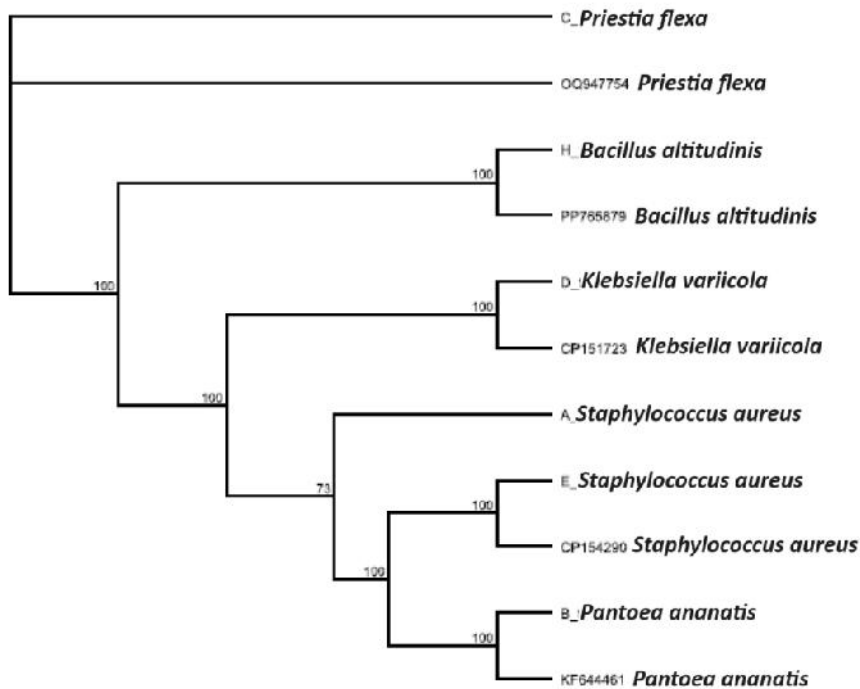 C_Priestia flexa
OQ947754 Priestia flexa
H_Bacillus altitudinis
100
PP765879 Bacillus altitudinis
D_Klebsiella variicola
100
100
CP151723 Klebsiella variicola
100
A_Staphylococcus aureus
E_Staphylococcus aureus
73
100
CP154290 Staphylococcus aureus
100
B_Pantoea ananatis
100
KF644461 Pantoea ananatis